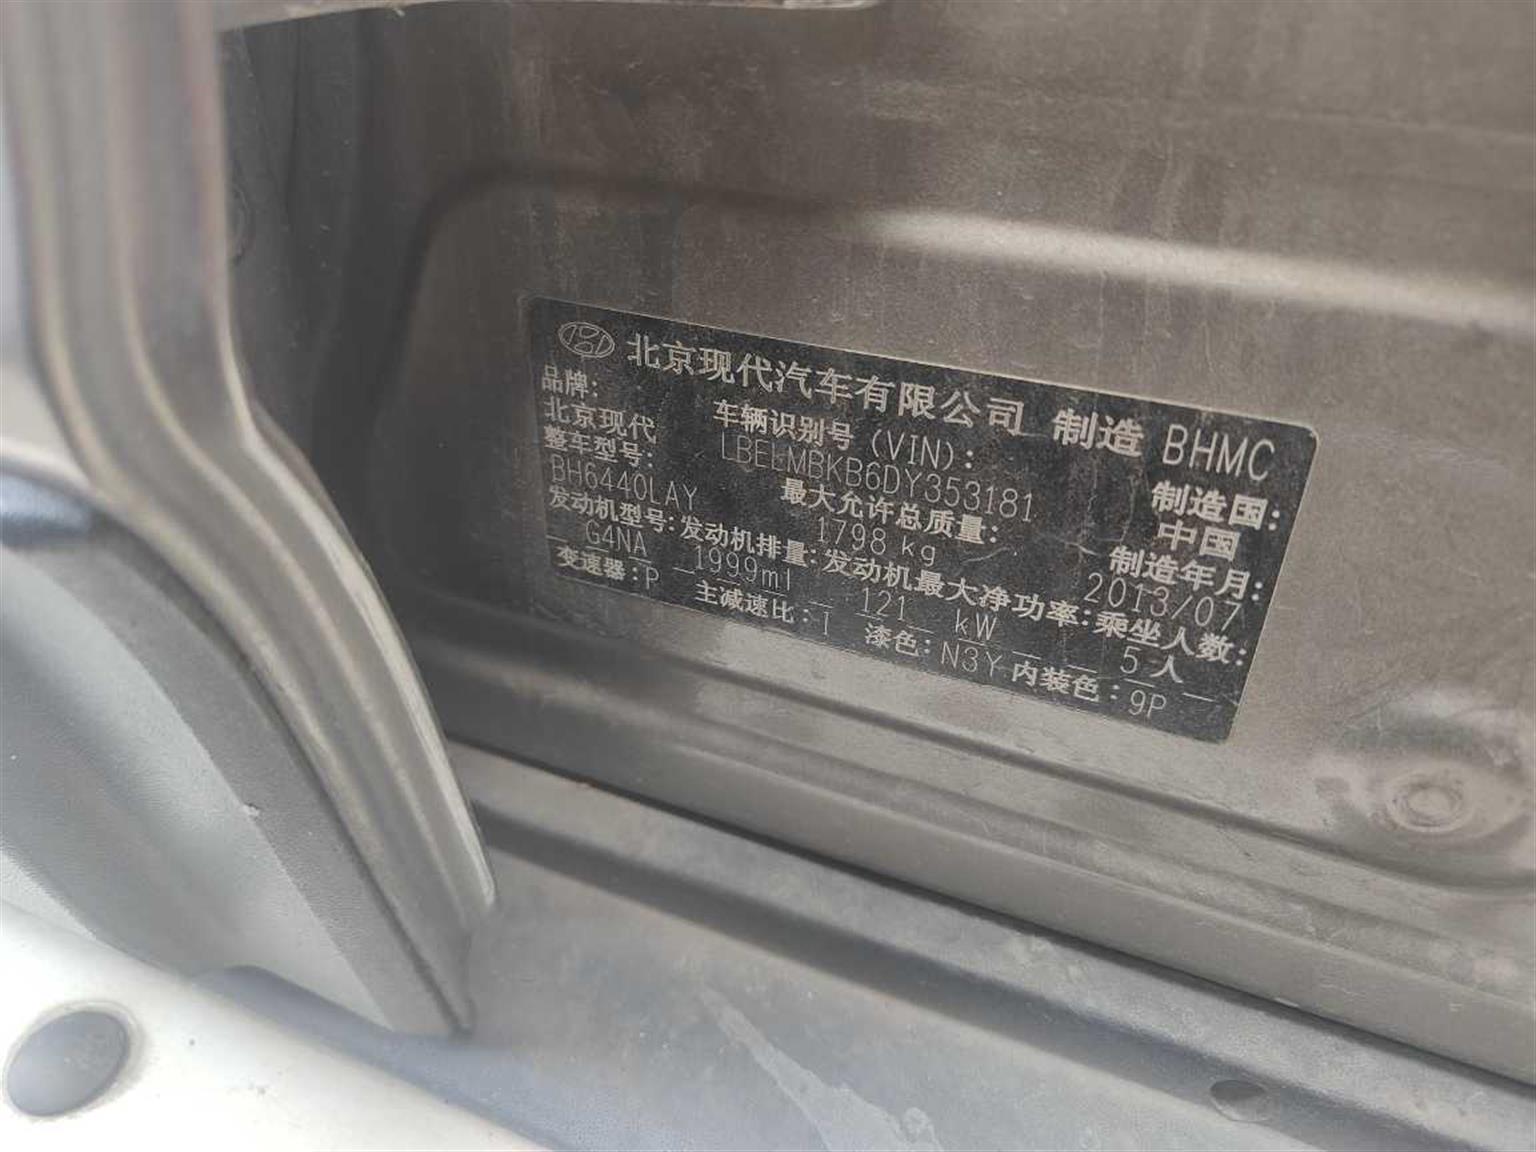 北京现代汽车有限公司 制造 BHMC
品牌: 车辆识别号 (VIN): 制造国:
北京现代 LBELMBKB6DY353181 中国
整车型号: 最大允许总质量: 制造年月:
BH6440LAY 1798 kg 2013/07
发动机型号: 发动机排量: 发动机最大净功率: 乘坐人数:
G4NA 1999ml 121 kW 5人
变速器: P 主减速比: I 漆色: N3Y 内装色: 9P